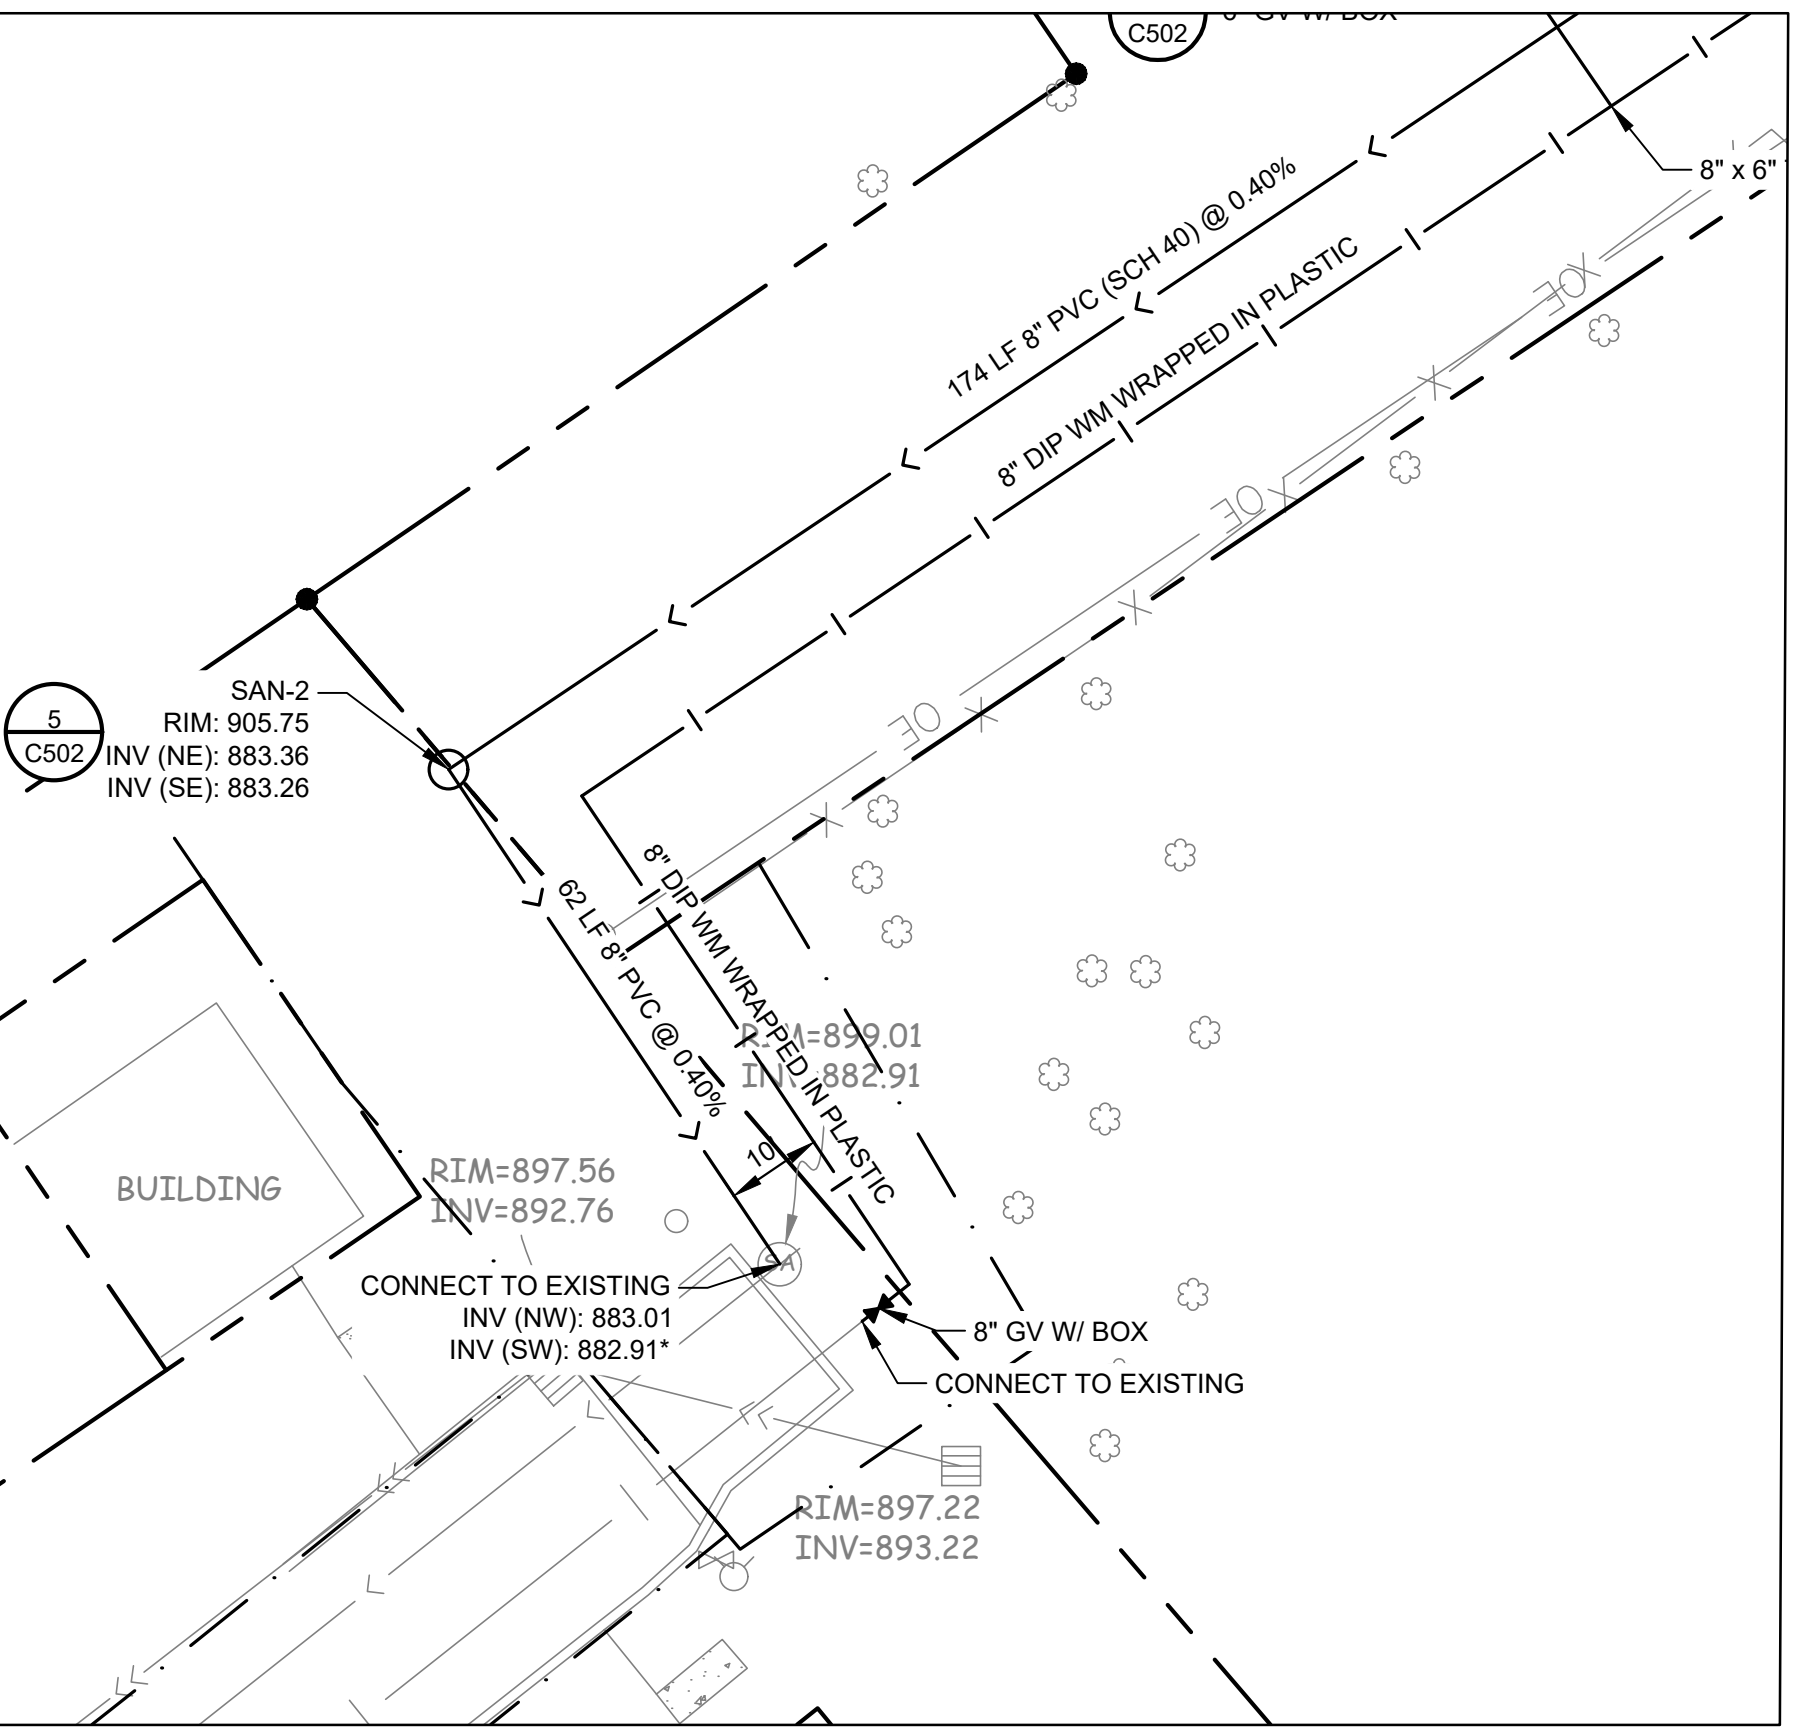 C502
8" x 6"
174 LF 8" PVC (SCH 40) @ 0.40%
8" DIP WM WRAPPED IN PLASTIC
OE
OE
OE
5
C502
SAN-2
RIM: 905.75
INV (NE): 883.36
INV (SE): 883.26
62 LF 8" PVC @ 0.40%
8" DIP WM WRAPPED IN PLASTIC
RIM=899.01
INV=882.91
10'
BUILDING
RIM=897.56
INV=892.76
SA
CONNECT TO EXISTING
INV (NW): 883.01
INV (SW): 882.91*
8" GV W/ BOX
CONNECT TO EXISTING
RIM=897.22
INV=893.22